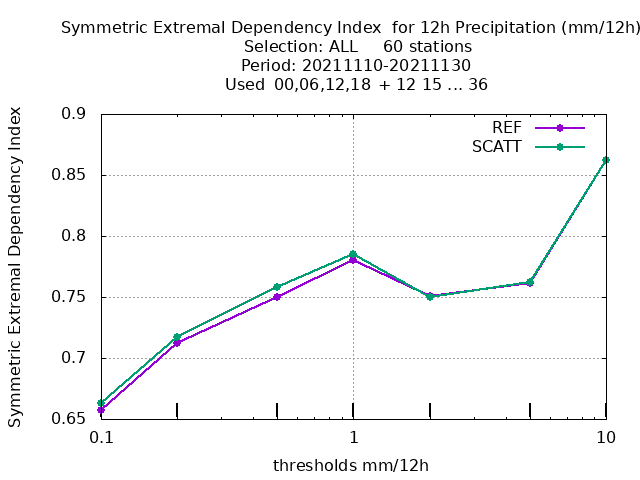 Symmetric Extremal Dependency Index  for 12h Precipitation (mm/12h)
Selection: ALL     60 stations
Period: 20211110-20211130
Used  00,06,12,18  + 12 15 ... 36
REF
SCATT
Symmetric Extremal Dependency Index
0.9
0.85
0.8
0.75
0.7
0.65
0.1 1 10
thresholds mm/12h